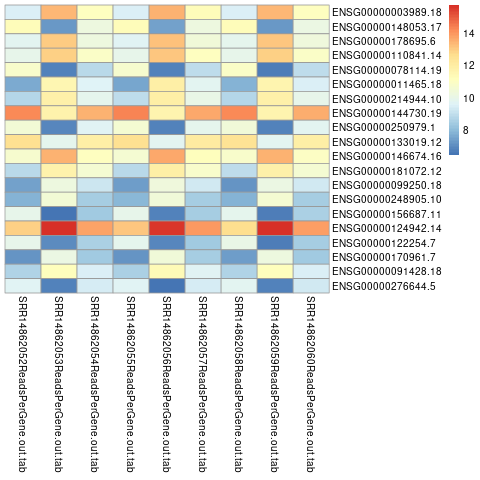 ENSG00000003989.18
ENSG00000148053.17
ENSG00000178695.6
ENSG00000110841.14
ENSG00000078114.19
ENSG00000011465.18
ENSG00000214944.10
ENSG00000144730.19
ENSG00000250979.1
ENSG00000133019.12
ENSG00000146674.16
ENSG00000181072.12
ENSG00000099250.18
ENSG00000248905.10
ENSG00000156687.11
ENSG00000124942.14
ENSG00000122254.7
ENSG00000170961.7
ENSG00000091428.18
ENSG00000276644.5
14
12
10
8
SRR14862052ReadsPerGene.out.tab
SRR14862053ReadsPerGene.out.tab
SRR14862054ReadsPerGene.out.tab
SRR14862055ReadsPerGene.out.tab
SRR14862056ReadsPerGene.out.tab
SRR14862057ReadsPerGene.out.tab
SRR14862058ReadsPerGene.out.tab
SRR14862059ReadsPerGene.out.tab
SRR14862060ReadsPerGene.out.tab